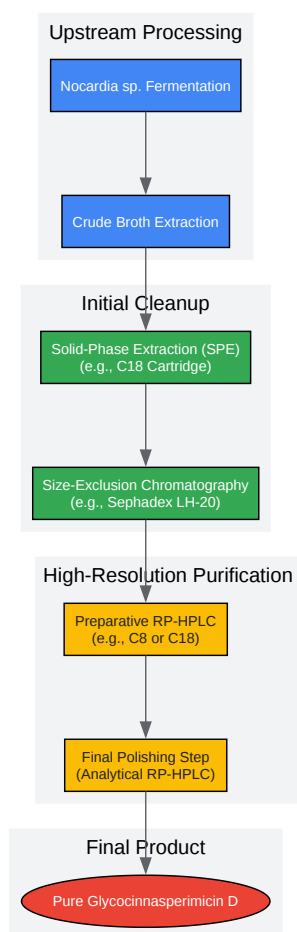 Upstream Processing
Nocardia sp. Fermentation
Crude Broth Extraction
Initial Cleanup
Solid-Phase Extraction (SPE)
(e.g., C18 Cartridge)
Size-Exclusion Chromatography
(e.g., Sephadex LH-20)
High-Resolution Purification
Preparative RP-HPLC
(e.g., C8 or C18)
Final Polishing Step
(Analytical RP-HPLC)
Final Product
Pure Glycocinnasperimicin D